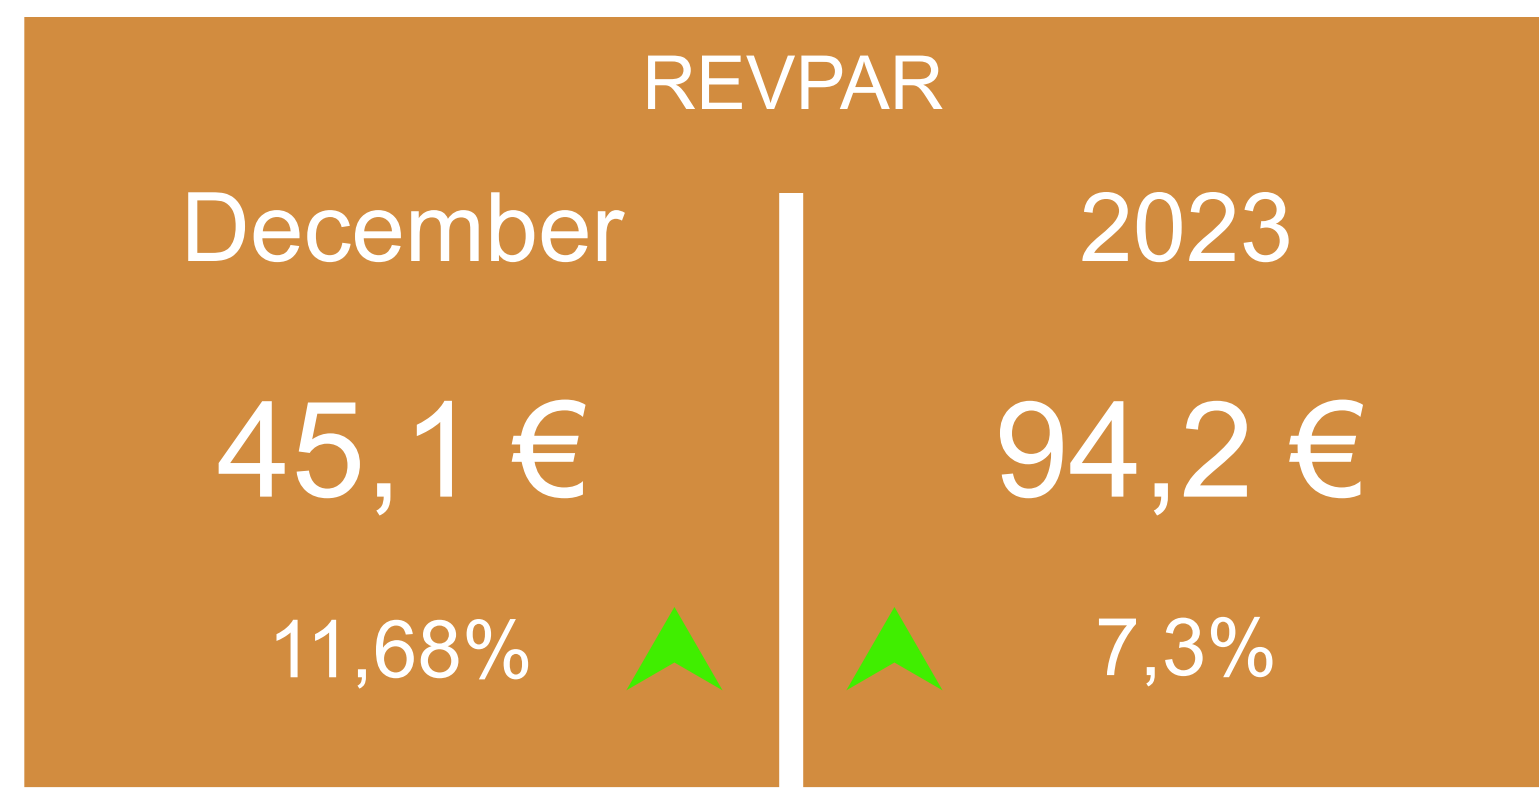 REVPAR
December
45,1 €
11,68%
2023
94,2 €
7,3%